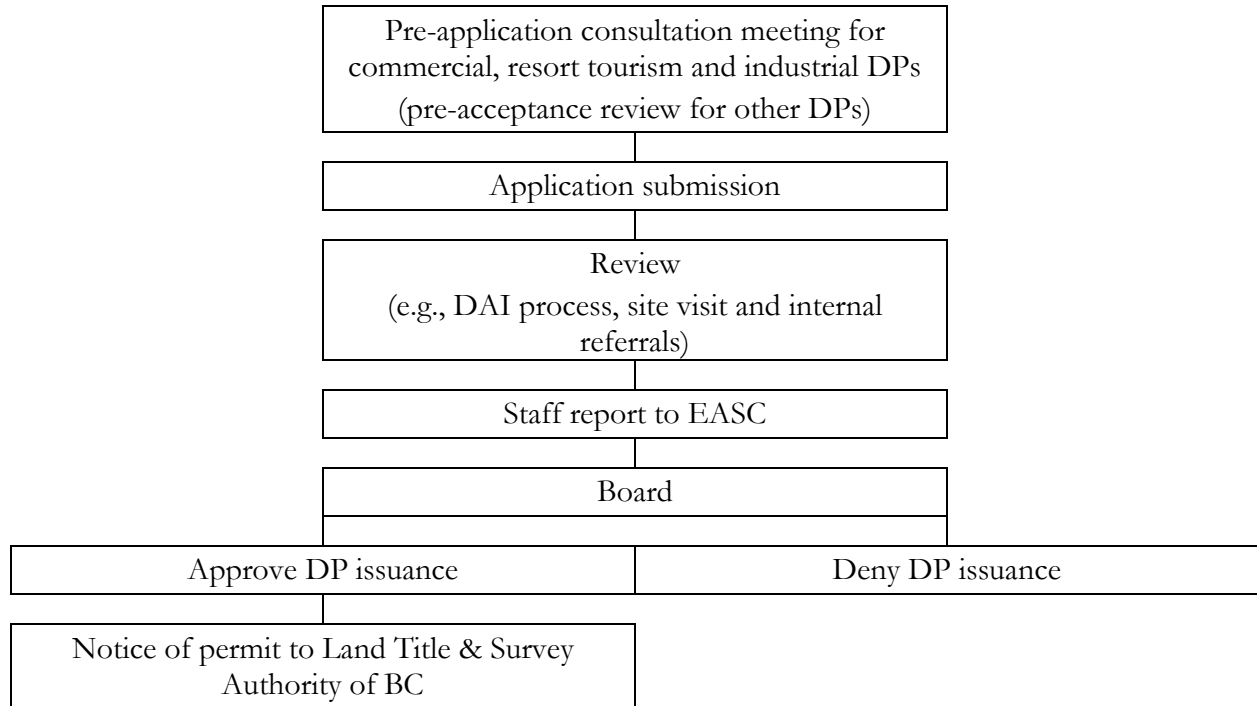 Pre-application consultation meeting for
commercial, resort tourism and industrial DPs
(pre-acceptance review for other DPs)
Application submission
Review
(e.g., DAI process, site visit and internal
referrals)
Staff report to EASC
Board
Approve DP issuance
Deny DP issuance
Notice of permit to Land Title & Survey
Authority of BC